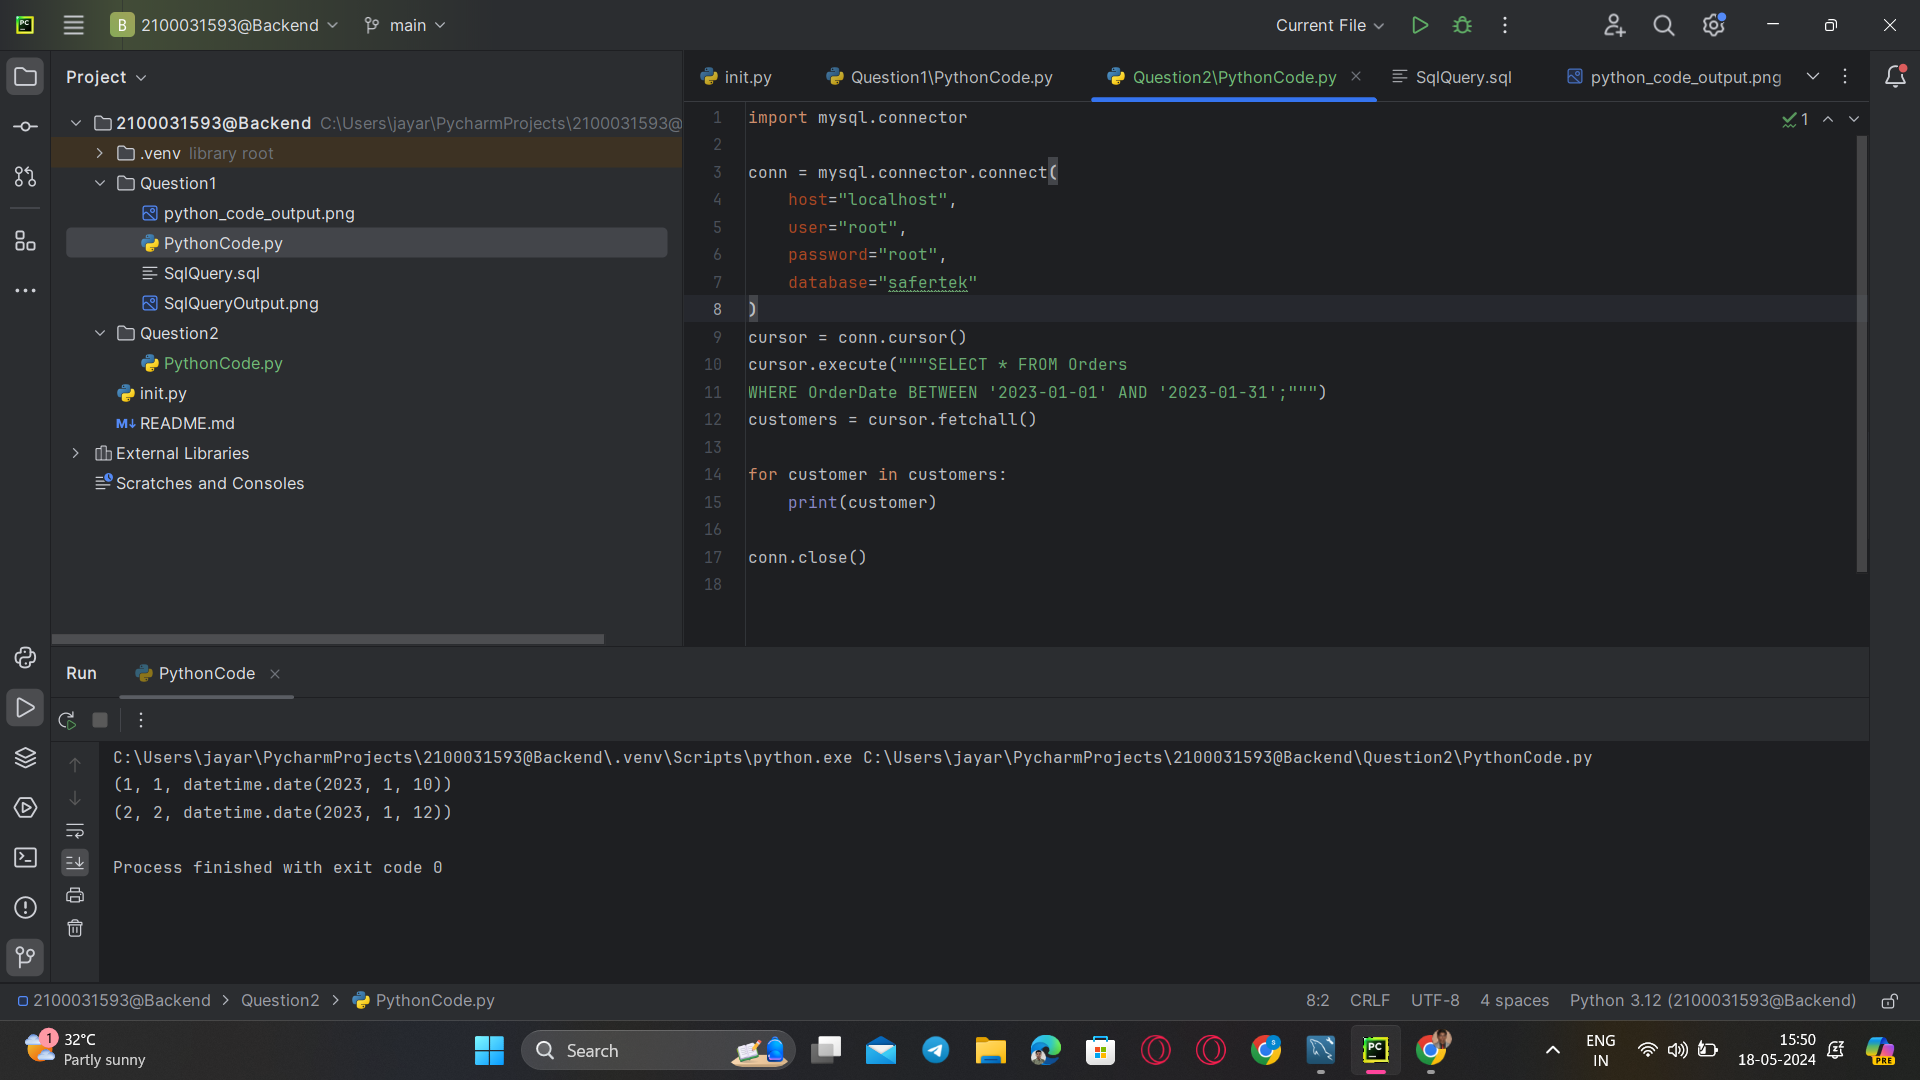 PC
B 2100031593@Backend
main
Current File
Project
2100031593@Backend C:\Users\jayar\PycharmProjects\2100031593@
.venv library root
Question1
python_code_output.png
PythonCode.py
SqlQuery.sql
SqlQueryOutput.png
Question2
PythonCode.py
init.py
M↓ README.md
External Libraries
Scratches and Consoles
init.py
Question1\PythonCode.py
Question2\PythonCode.py
SqlQuery.sql
python_code_output.png
1
1 import mysql.connector
2
3 conn = mysql.connector.connect(
4 host="localhost",
5 user="root",
6 password="root",
7 database="safertek"
8 )
9 cursor = conn.cursor()
10 cursor.execute("""SELECT * FROM Orders
11 WHERE OrderDate BETWEEN '2023-01-01' AND '2023-01-31';""")
12 customers = cursor.fetchall()
13
14 for customer in customers:
15 print(customer)
16
17 conn.close()
18
Run
PythonCode
C:\Users\jayar\PycharmProjects\2100031593@Backend\.venv\Scripts\python.exe C:\Users\jayar\PycharmProjects\2100031593@Backend\Question2\PythonCode.py
(1, 1, datetime.date(2023, 1, 10))
(2, 2, datetime.date(2023, 1, 12))
Process finished with exit code 0
2100031593@Backend > Question2 > PythonCode.py
8:2 CRLF UTF-8 4 spaces Python 3.12 (2100031593@Backend)
1
32°C
Partly sunny
Search
PC
ENG
IN
15:50
18-05-2024
PRE